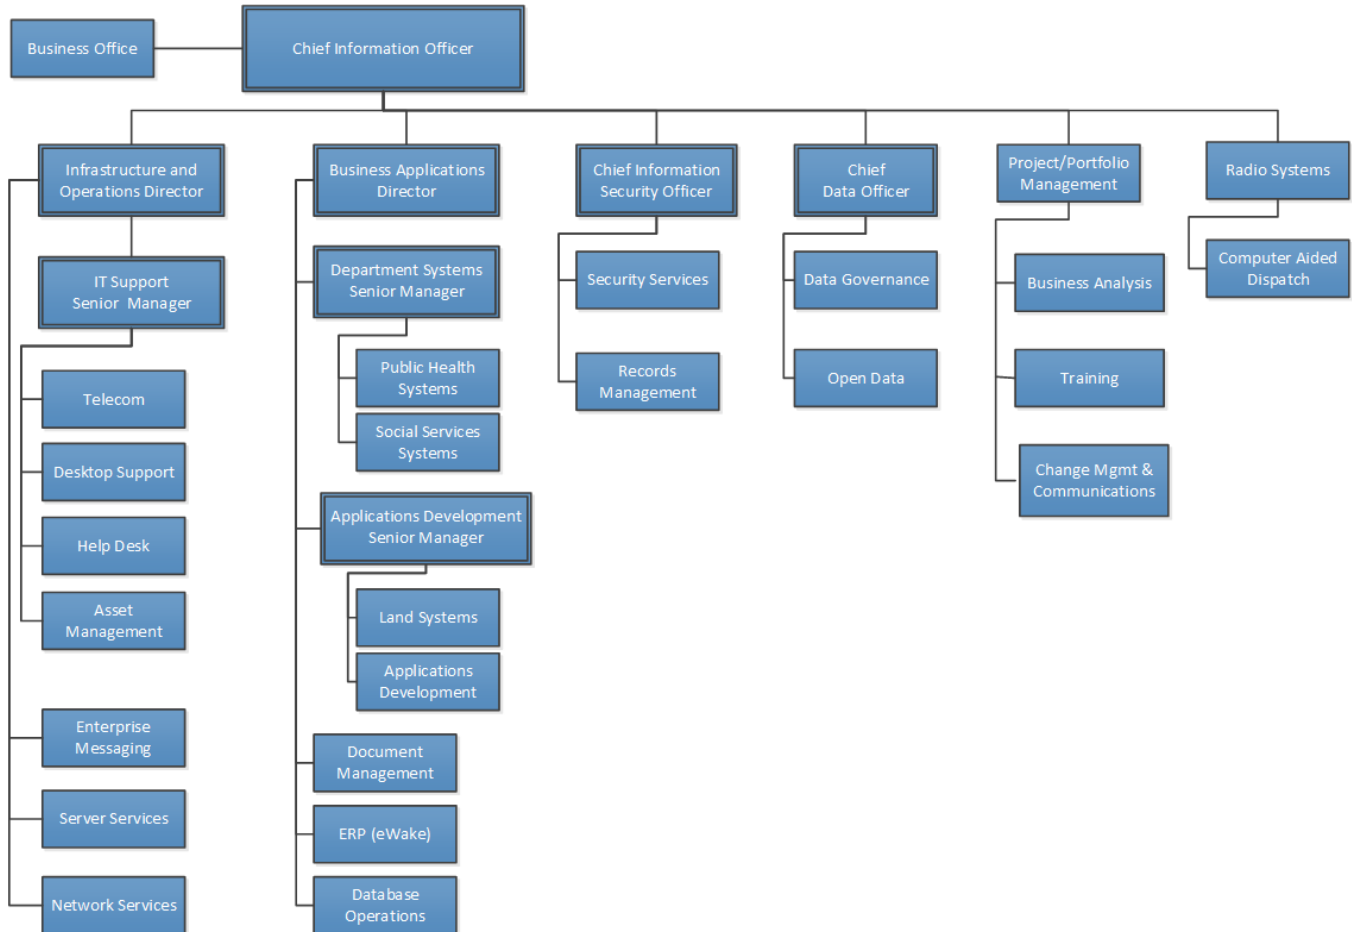 Business Office
Chief Information Officer
Infrastructure and
Operations Director
Business Applications
Director
Chief Information
Security Officer
Chief
Data Officer
Project/Portfolio
Management
Radio Systems
IT Support
Senior Manager
Telecom
Desktop Support
Help Desk
Asset
Management
Enterprise
Messaging
Server Services
Network Services
Department Systems
Senior Manager
Public Health
Systems
Social Services
Systems
Applications Development
Senior Manager
Land Systems
Applications
Development
Document
Management
ERP (eWake)
Database
Operations
Security Services
Records
Management
Data Governance
Open Data
Business Analysis
Training
Change Mgmt &
Communications
Computer Aided
Dispatch